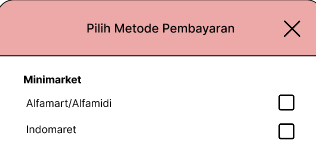 Pilih Metode Pembayaran
Minimarket
Alfamart/Alfamidi
Indomaret